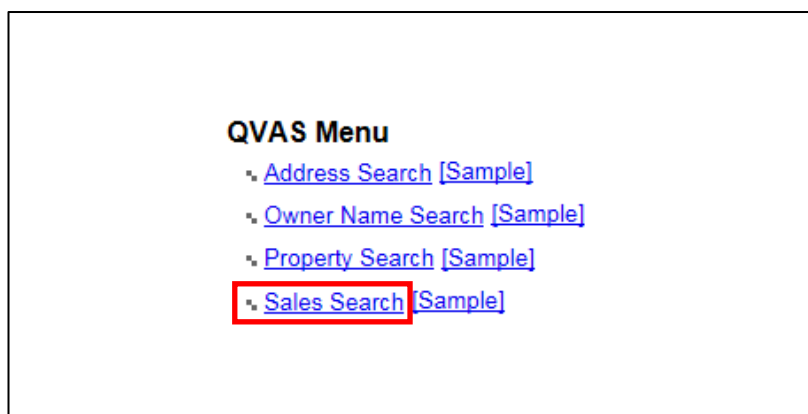 QVAS Menu
Address Search [Sample]
Owner Name Search [Sample]
Property Search [Sample]
Sales Search [Sample]